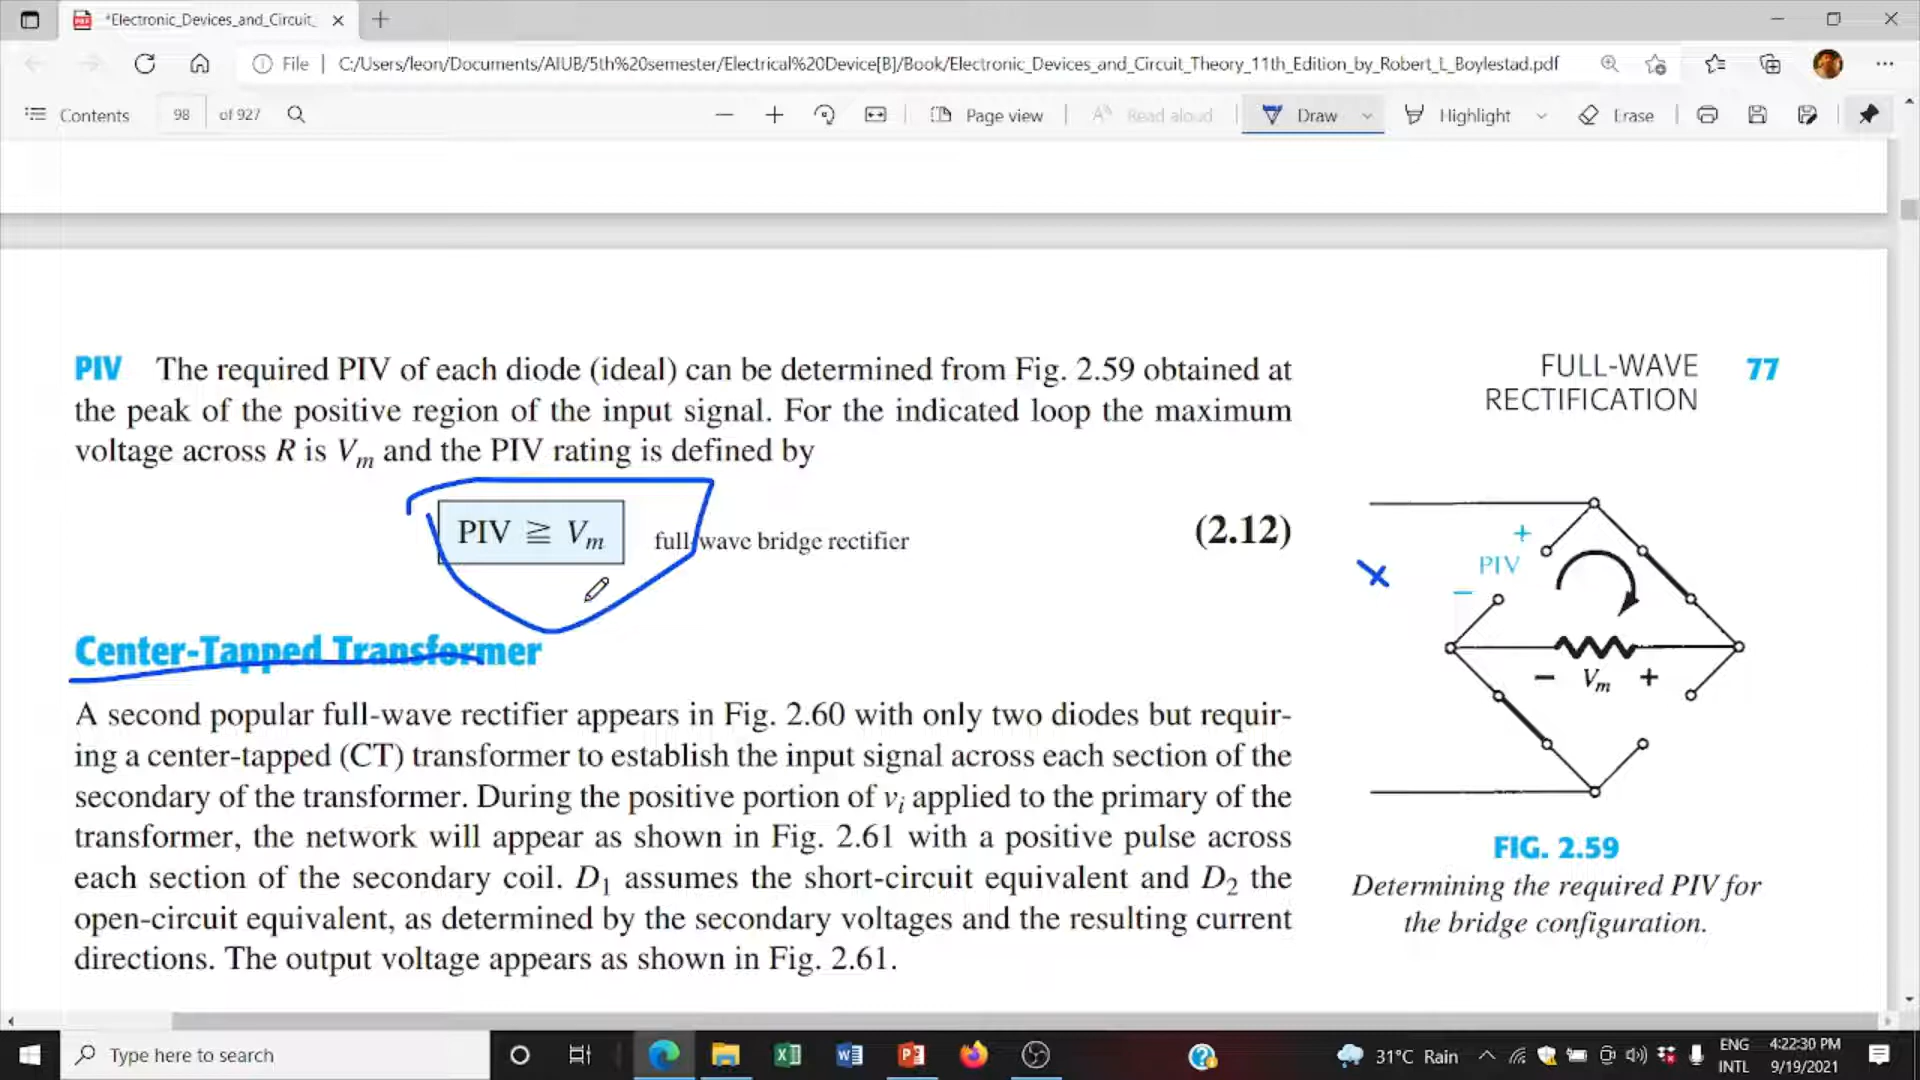 *Electronic_Devices_and_Circuit_
File
C:/Users/leon/Documents/AIUB/5th%20semester/Electrical%20Device[B]/Book/Electronic_Devices_and_Circuit_Theory_11th_Edition_by_Robert_L_Boylestad.pdf
Contents
98
of 927
Page view
Read aloud
Draw
Highlight
Erase
PIV The required PIV of each diode (ideal) can be determined from Fig. 2.59 obtained at
the peak of the positive region of the input signal. For the indicated loop the maximum
voltage across R is Vm and the PIV rating is defined by
PIV ≧ Vm full-wave bridge rectifier (2.12)
Center-Tapped Transformer
A second popular full-wave rectifier appears in Fig. 2.60 with only two diodes but requir-
ing a center-tapped (CT) transformer to establish the input signal across each section of the
secondary of the transformer. During the positive portion of vi applied to the primary of the
transformer, the network will appear as shown in Fig. 2.61 with a positive pulse across
each section of the secondary coil. D1 assumes the short-circuit equivalent and D2 the
open-circuit equivalent, as determined by the secondary voltages and the resulting current
directions. The output voltage appears as shown in Fig. 2.61.
FULL-WAVE 77
RECTIFICATION
+
PIV
−
− Vm +
FIG. 2.59
Determining the required PIV for
the bridge configuration.
Type here to search
31°C Rain
ENG
INTL
4:22:30 PM
9/19/2021